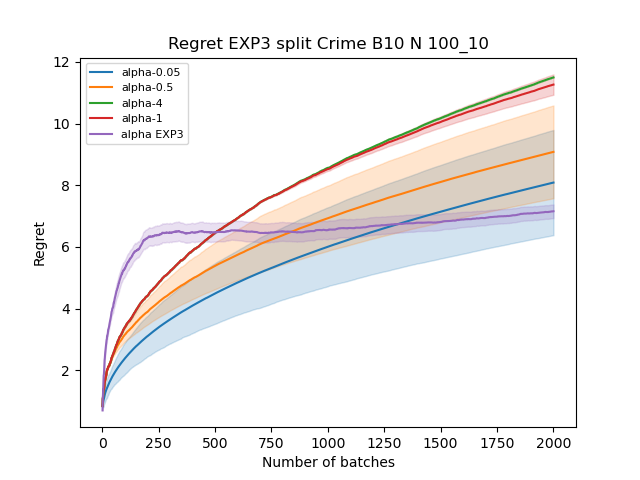 Regret EXP3 split Crime B10 N 100_10
alpha-0.05
alpha-0.5
alpha-4
alpha-1
alpha EXP3
12
10
8
6
4
2
Regret
0 250 500 750 1000 1250 1500 1750 2000
Number of batches